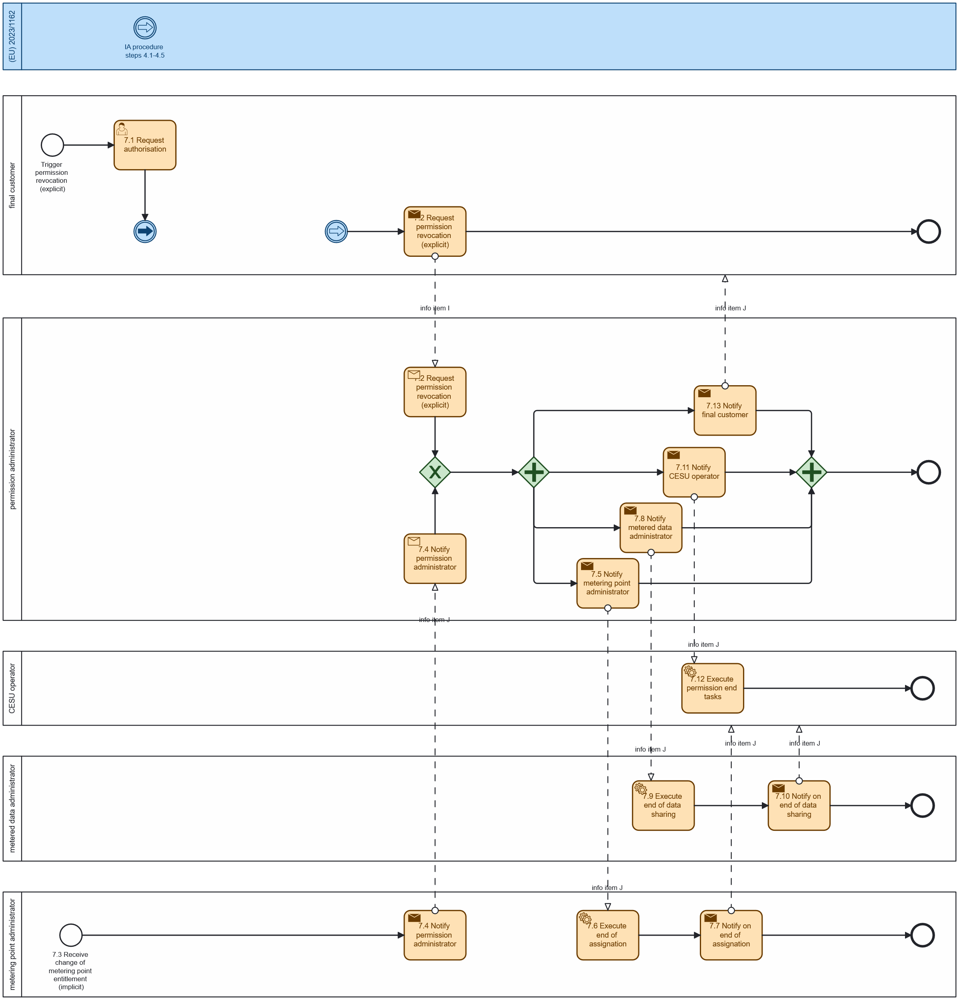 (EU) 2023/1162
IA procedure
steps 4.1-4.5
final customer
7.1 Request
authorisation
Trigger
permission
revocation
(explicit)
7.2 Request
permission
revocation
(explicit)
info item I
info item J
permission administrator
7.2 Request
permission
revocation
(explicit)
7.13 Notify
final customer
7.11 Notify
CESU operator
7.8 Notify
metered data
administrator
7.4 Notify
permission
administrator
7.5 Notify
metering point
administrator
info item J
info item J
CESU operator
7.12 Execute
permission end
tasks
info item J
info item J
info item J
metered data administrator
7.9 Execute
end of data
sharing
7.10 Notify on
end of data
sharing
info item J
metering point administrator
7.4 Notify
permission
administrator
7.6 Execute
end of
assignation
7.7 Notify on
end of
assignation
7.3 Receive
change of
metering point
entitlement
(implicit)